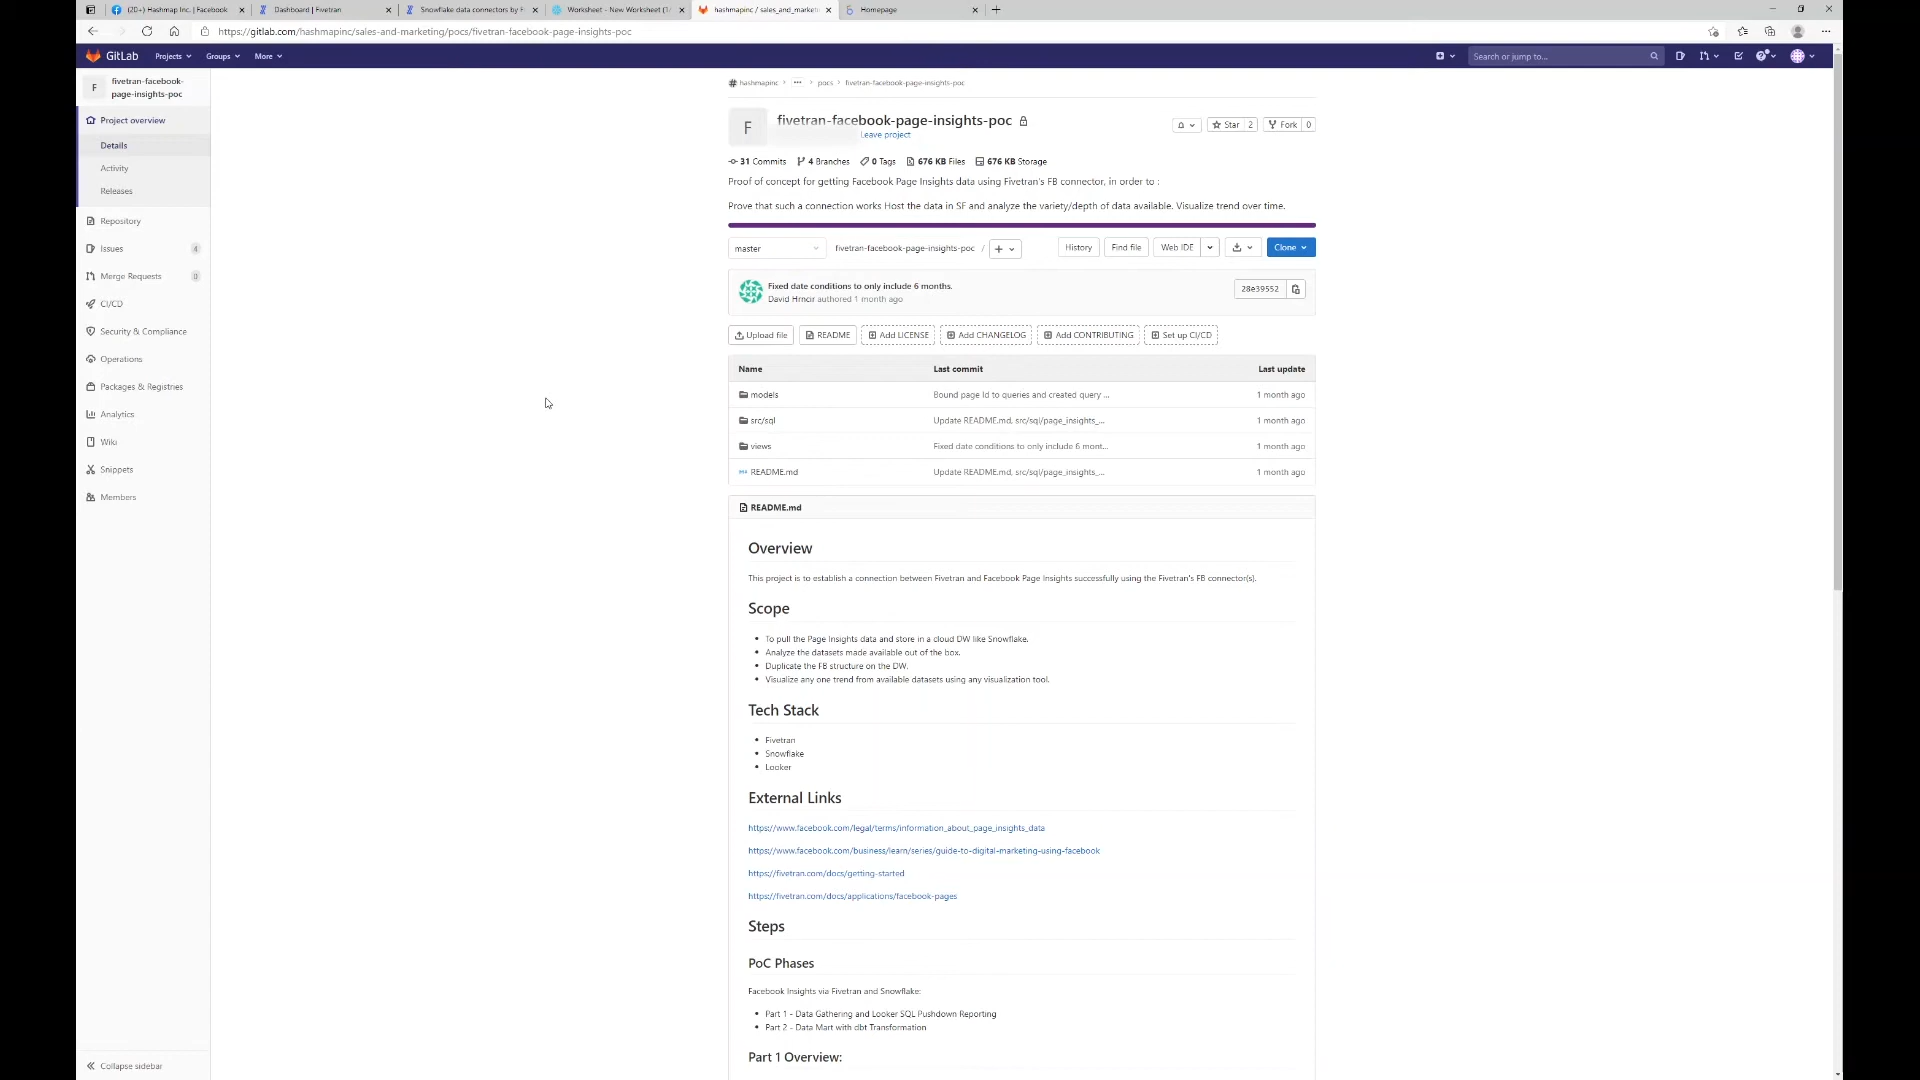 (20+) Hashmap Inc. | Facebook
Dashboard | Fivetran
Snowflake data connectors by F
Worksheet - New Worksheet (1/
hashmapinc / sales_and_market
Homepage
https://gitlab.com/hashmapinc/sales-and-marketing/pocs/fivetran-facebook-page-insights-poc
GitLab
Projects
Groups
More
Search or jump to...
F
fivetran-facebook-
page-insights-poc
Project overview
Details
Activity
Releases
Repository
Issues 4
Merge Requests 0
CI/CD
Security & Compliance
Operations
Packages & Registries
Analytics
Wiki
Snippets
Members
Collapse sidebar
hashmapinc > ... > pocs > fivetran-facebook-page-insights-poc
F
fivetran-facebook-page-insights-poc
Leave project
Star 2
Fork 0
31 Commits 4 Branches 0 Tags 676 KB Files 676 KB Storage
Proof of concept for getting Facebook Page Insights data using Fivetran's FB connector, in order to :
Prove that such a connection works Host the data in SF and analyze the variety/depth of data available. Visualize trend over time.
master
fivetran-facebook-page-insights-poc /
+
History
Find file
Web IDE
Clone
Fixed date conditions to only include 6 months.
David Hrncir authored 1 month ago
28e39552
Upload file
README
Add LICENSE
Add CHANGELOG
Add CONTRIBUTING
Set up CI/CD
Name Last commit Last update
models Bound page Id to queries and created query ... 1 month ago
src/sql Update README.md, src/sql/page_insights_... 1 month ago
views Fixed date conditions to only include 6 mont... 1 month ago
README.md Update README.md, src/sql/page_insights_... 1 month ago
README.md
Overview
This project is to establish a connection between Fivetran and Facebook Page Insights successfully using the Fivetran's FB connector(s).
Scope
• To pull the Page Insights data and store in a cloud DW like Snowflake.
• Analyze the datasets made available out of the box.
• Duplicate the FB structure on the DW.
• Visualize any one trend from available datasets using any visualization tool.
Tech Stack
• Fivetran
• Snowflake
• Looker
External Links
https://www.facebook.com/legal/terms/information_about_page_insights_data
https://www.facebook.com/business/learn/series/guide-to-digital-marketing-using-facebook
https://fivetran.com/docs/getting-started
https://fivetran.com/docs/applications/facebook-pages
Steps
PoC Phases
Facebook Insights via Fivetran and Snowflake:
• Part 1 - Data Gathering and Looker SQL Pushdown Reporting
• Part 2 - Data Mart with dbt Transformation
Part 1 Overview: